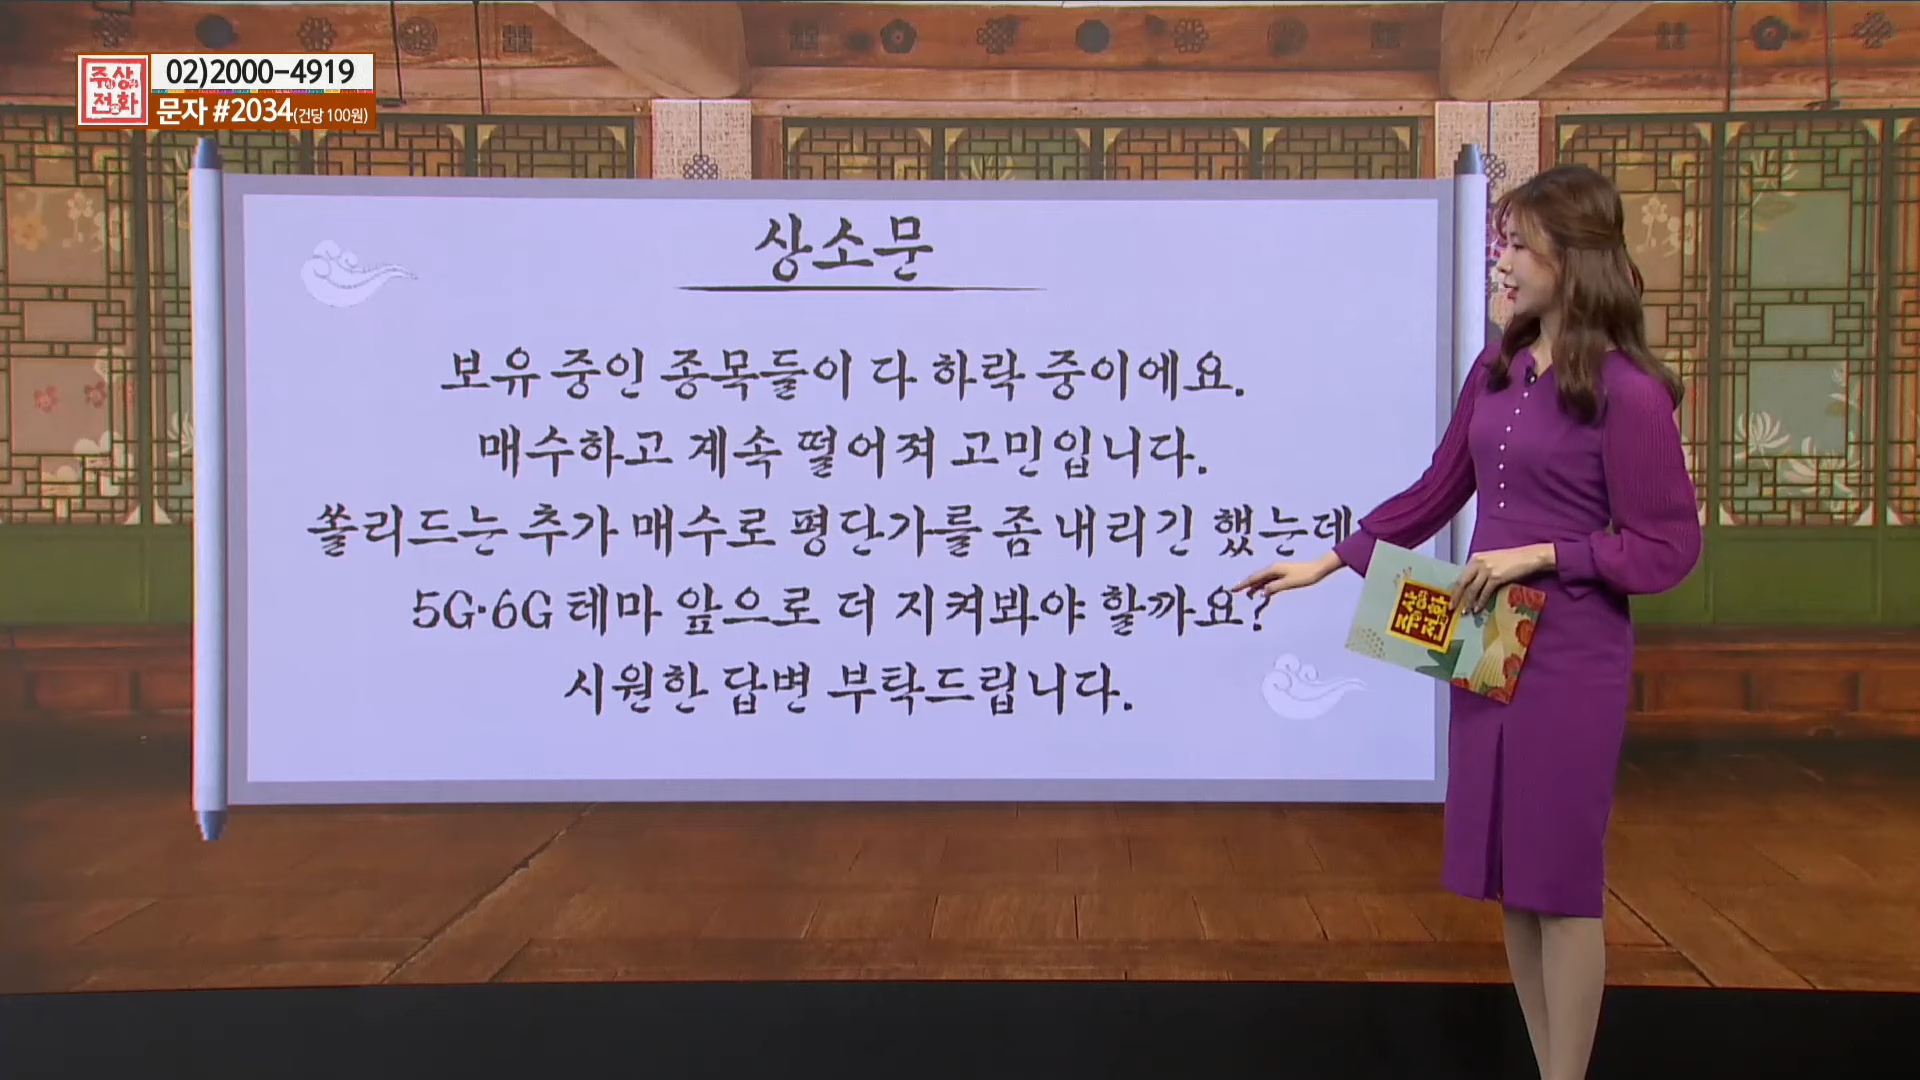 주상전화
02)2000-4919
문자 #2034(건당 100원)
상소문
보유 중인 종목들이 다 하락 중이에요.
매수하고 계속 떨어져 고민입니다.
쏠리드는 추가 매수로 평단가를 좀 내리긴 했는데
5G·6G 테마 앞으로 더 지켜봐야 할까요?
시원한 답변 부탁드립니다.
주상전화